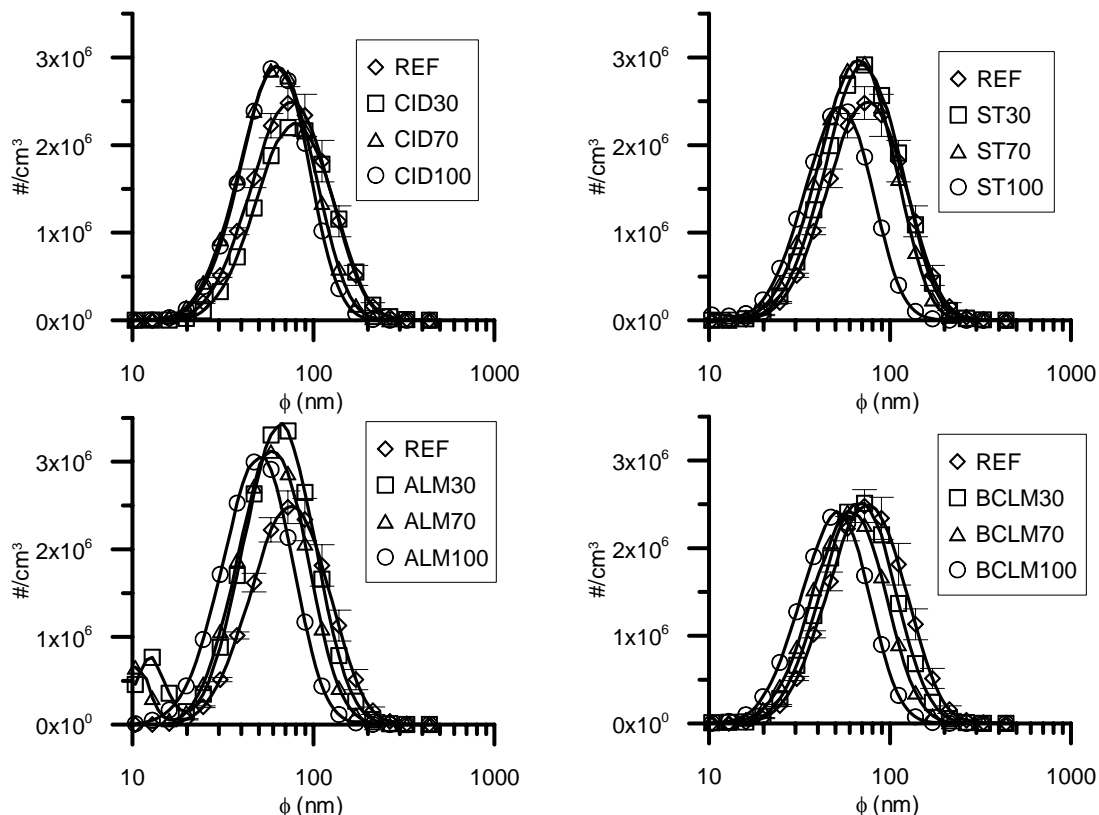 3x10⁶
2x10⁶
1x10⁶
0x10⁰
#/cm³
REF
CID30
CID70
CID100
10
100
1000
ϕ (nm)
3x10⁶
2x10⁶
1x10⁶
0x10⁰
#/cm³
REF
ST30
ST70
ST100
10
100
1000
ϕ (nm)
3x10⁶
2x10⁶
1x10⁶
0x10⁰
#/cm³
REF
ALM30
ALM70
ALM100
10
100
1000
ϕ (nm)
3x10⁶
2x10⁶
1x10⁶
0x10⁰
#/cm³
REF
BCLM30
BCLM70
BCLM100
10
100
1000
ϕ (nm)